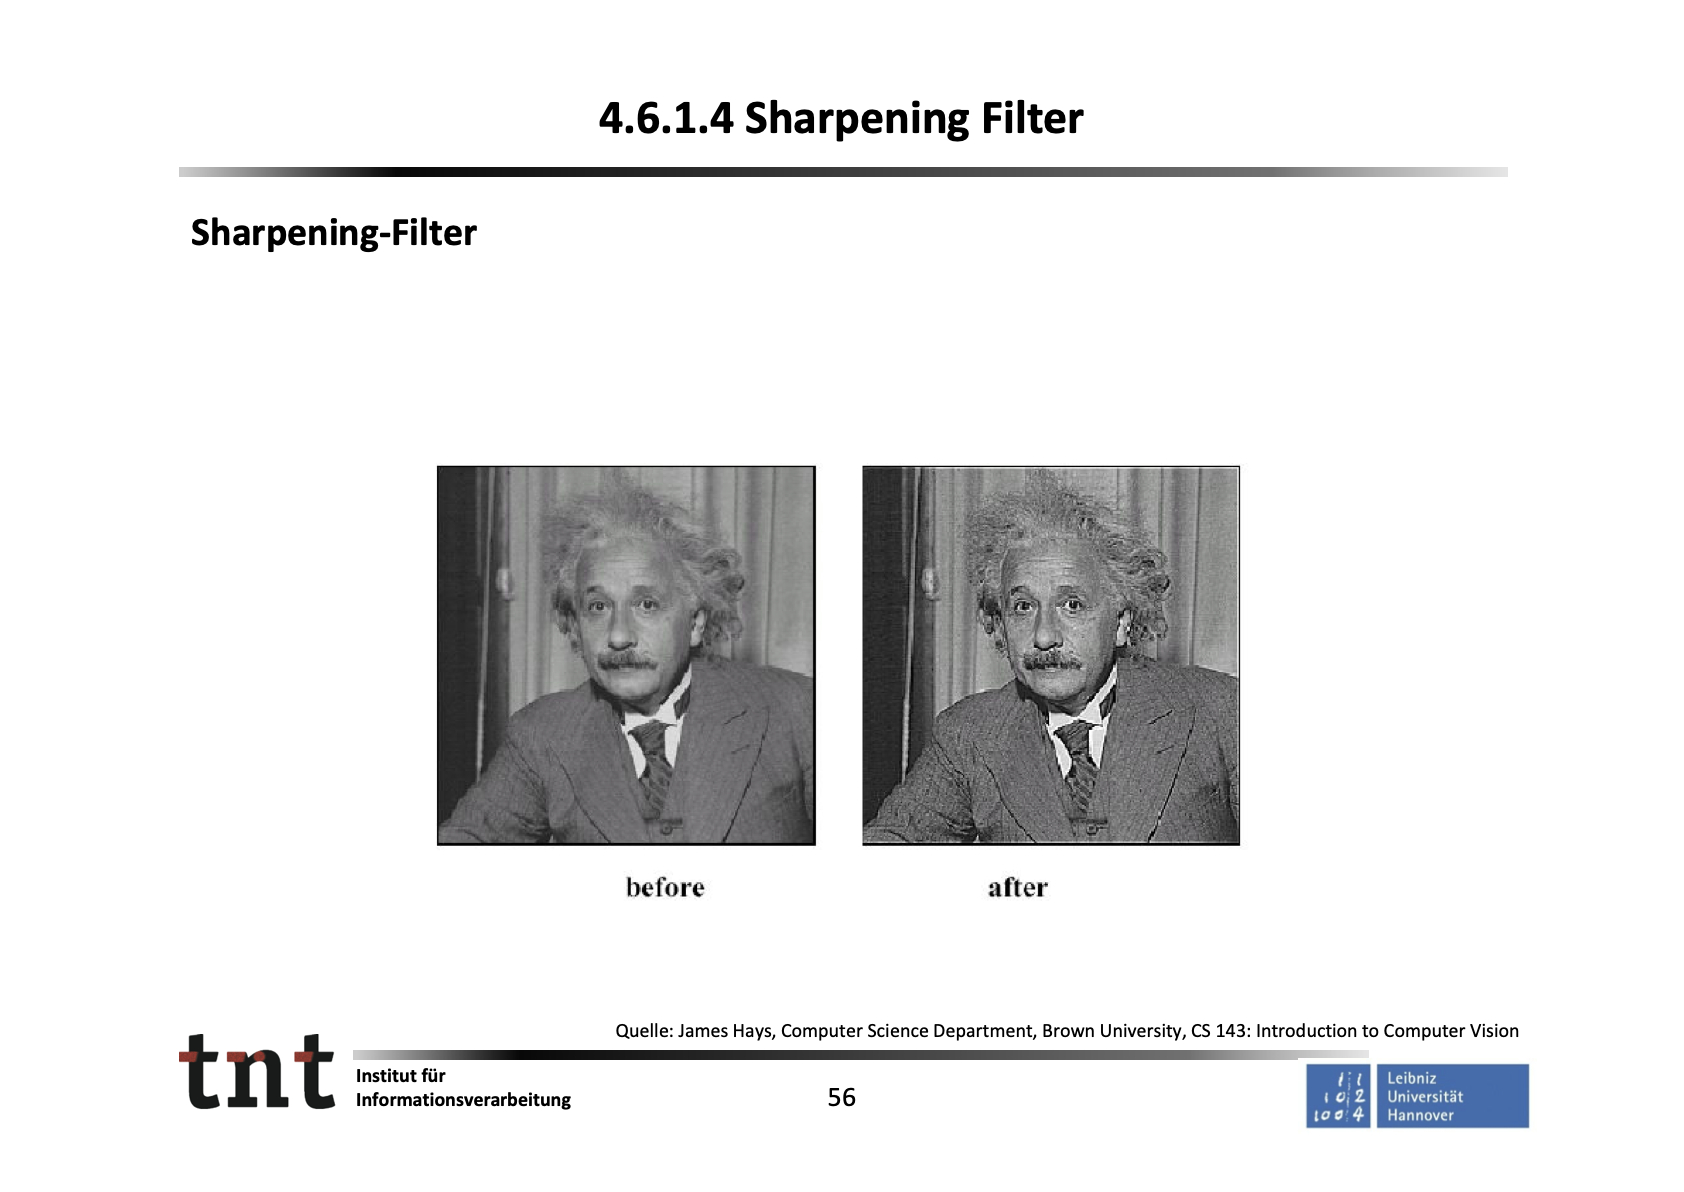 4.6.1.4 Sharpening Filter
Sharpening-Filter
before
after
Quelle: James Hays, Computer Science Department, Brown University, CS 143: Introduction to Computer Vision
tnt
Institut für
Informationsverarbeitung
56
Leibniz
Universität
Hannover